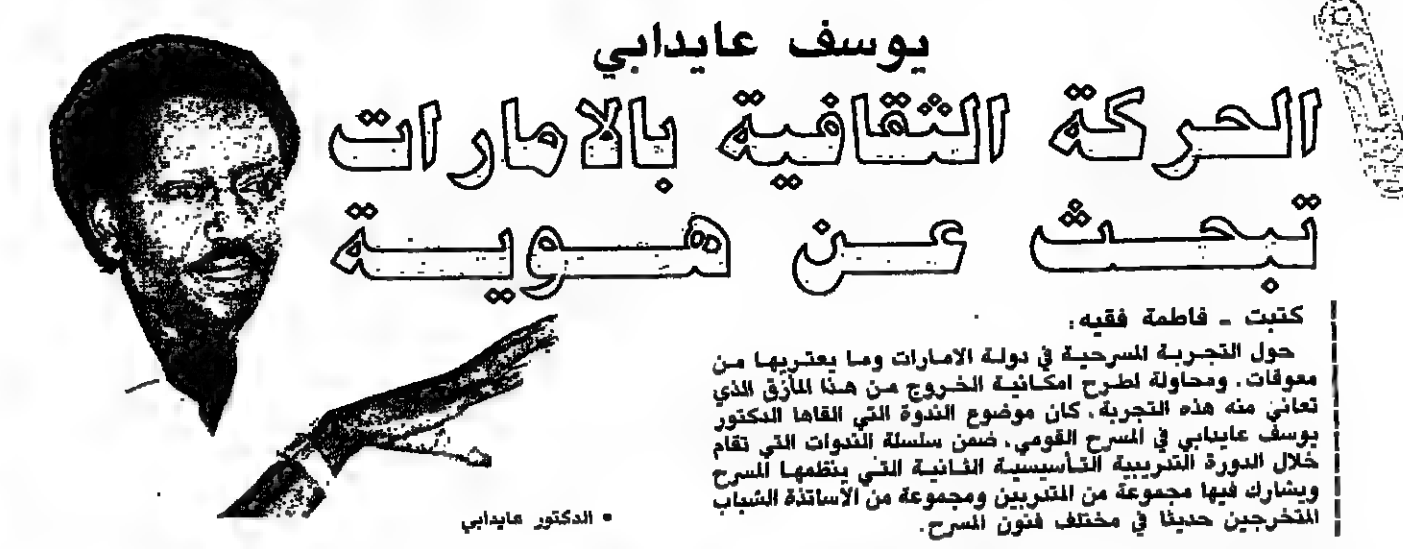 يوسف عايدابي
الحركة الثقافية بالامارات
تبحث عن هوية
كتبت - فاطمة فقيه:
حول التجربة المسرحية في دولة الامارات وما يعتريها من
معوقات. ومحاولة لطرح امكانية الخروج من هذا المأزق الذي
تعاني منه هذه التجربة. كان موضوع الندوة التي القاها الدكتور
يوسف عايدابي في المسرح القومي. ضمن سلسلة الندوات التي تقام
خلال الدورة التدريبية التأسيسية الثانية التي ينظمها المسرح
ويشارك فيها مجموعة من المتدربين ومجموعة من الأساتذة الشباب
المتخرجين حديثا في مختلف فنون المسرح.
• الدكتور عايدابي